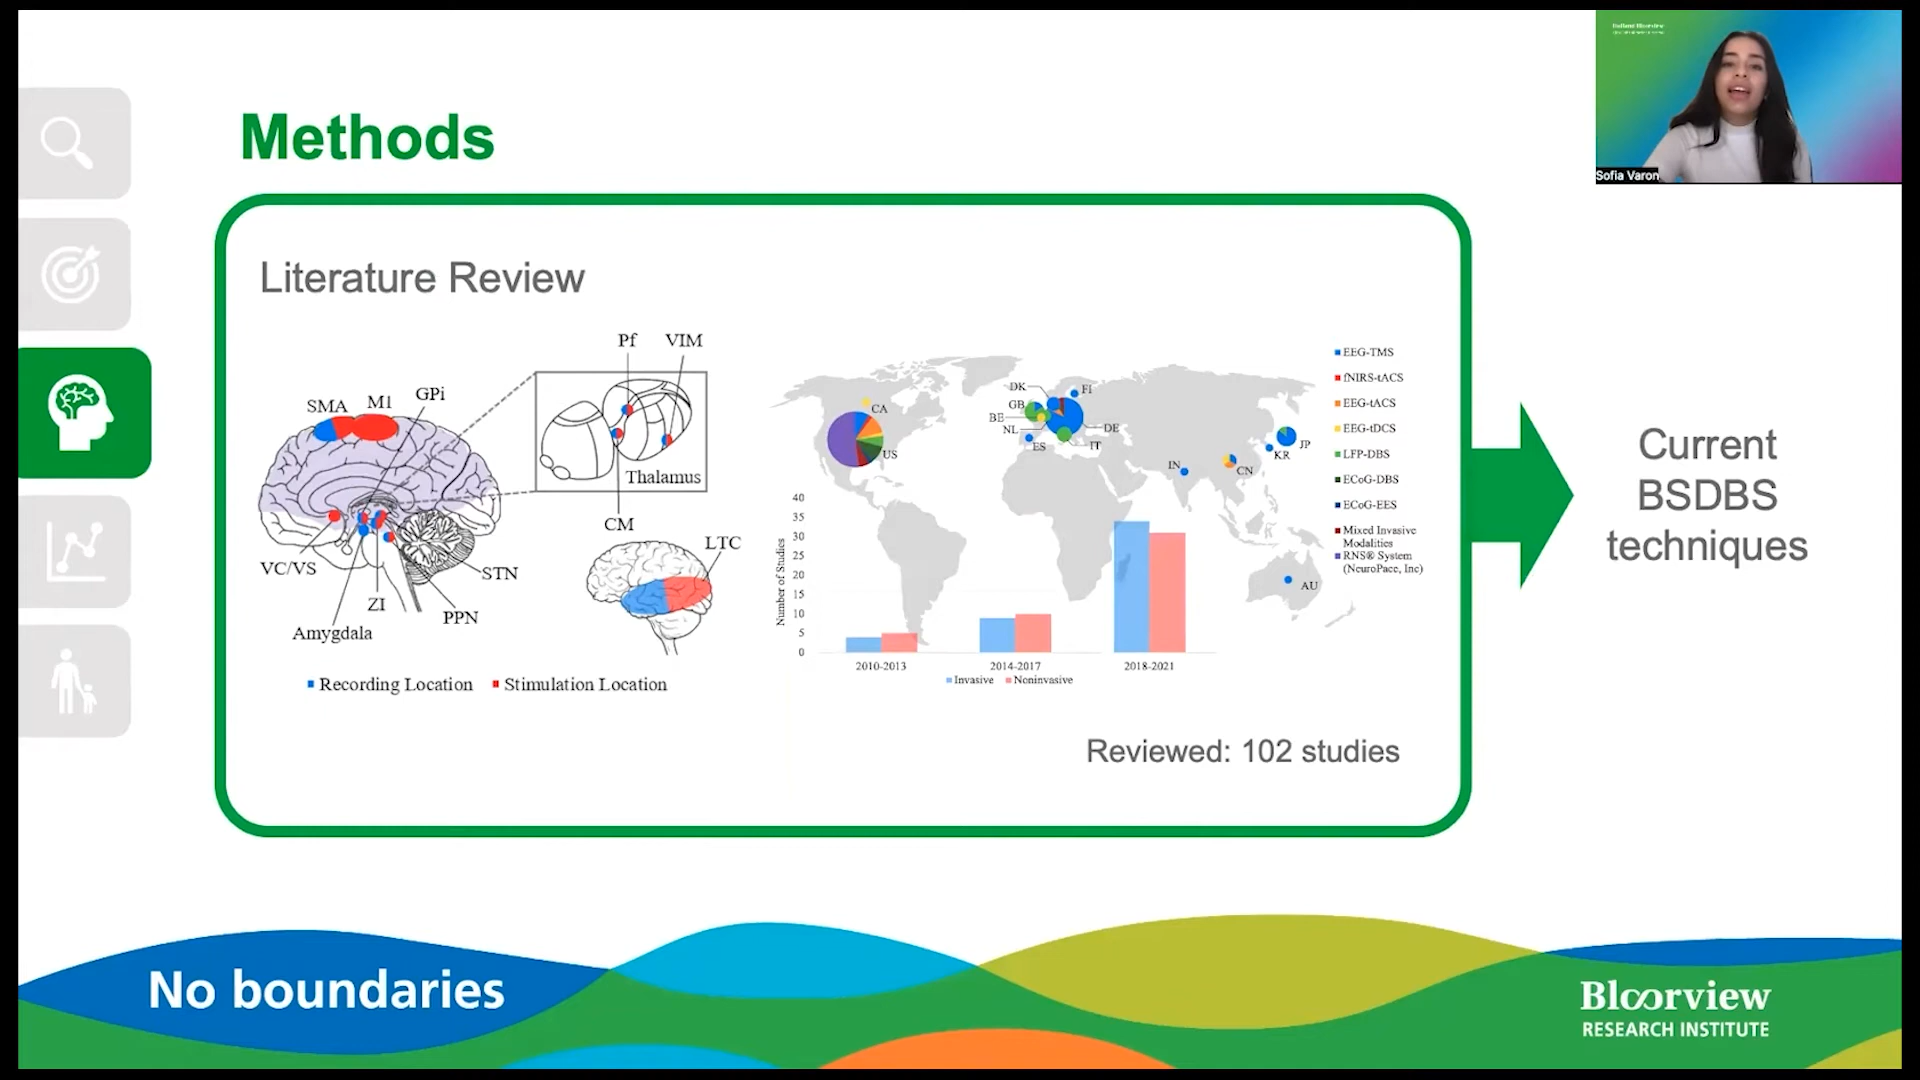 Methods
Sofia Varon
Literature Review
Pf
VIM
SMA
M1
GPi
Thalamus
CM
LTC
VC/VS
STN
ZI
PPN
Amygdala
Recording Location
Stimulation Location
CA
US
DK
FI
GB
BE
NL
DE
ES
IT
IN
CN
KR
JP
AU
EEG-TMS
fNIRS-tACS
EEG-tACS
EEG-tDCS
LFP-DBS
ECoG-DBS
ECoG-EES
Mixed Invasive
Modalities
RNS® System
(NeuroPace, Inc)
Number of Studies
40
35
30
25
20
15
10
5
0
2010-2013
2014-2017
2018-2021
Invasive
Noninvasive
Reviewed: 102 studies
Current
BSDBS
techniques
No boundaries
Bloorview
RESEARCH INSTITUTE